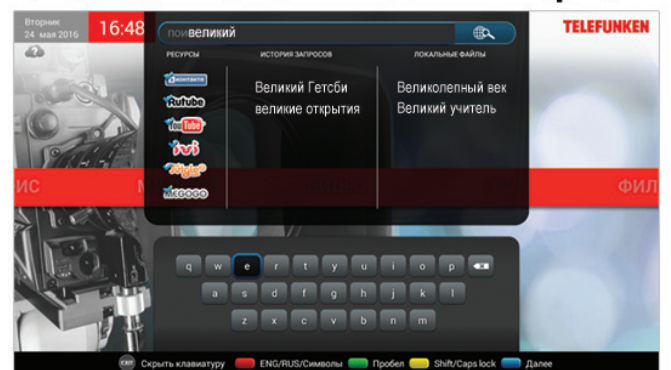 Вторник
24 мая 2016
16:48
TELEFUNKEN
поивеликий
РЕСУРСЫ
ИСТОРИЯ ЗАПРОСОВ
ЛОКАЛЬНЫЕ ФАЙЛЫ
вконтакте
Rutube
YouTube
ivi
MEGOGO
Великий Гетсби
великие открытия
Великолепный век
Великий учитель
ИС
ФИЛ
q w e r t y u i o p
a s d f g h j k l
z x c v b n m
EXIT Скрыть клавиатуру ENG/RUS/Символы Пробел Shift/Caps lock Далее